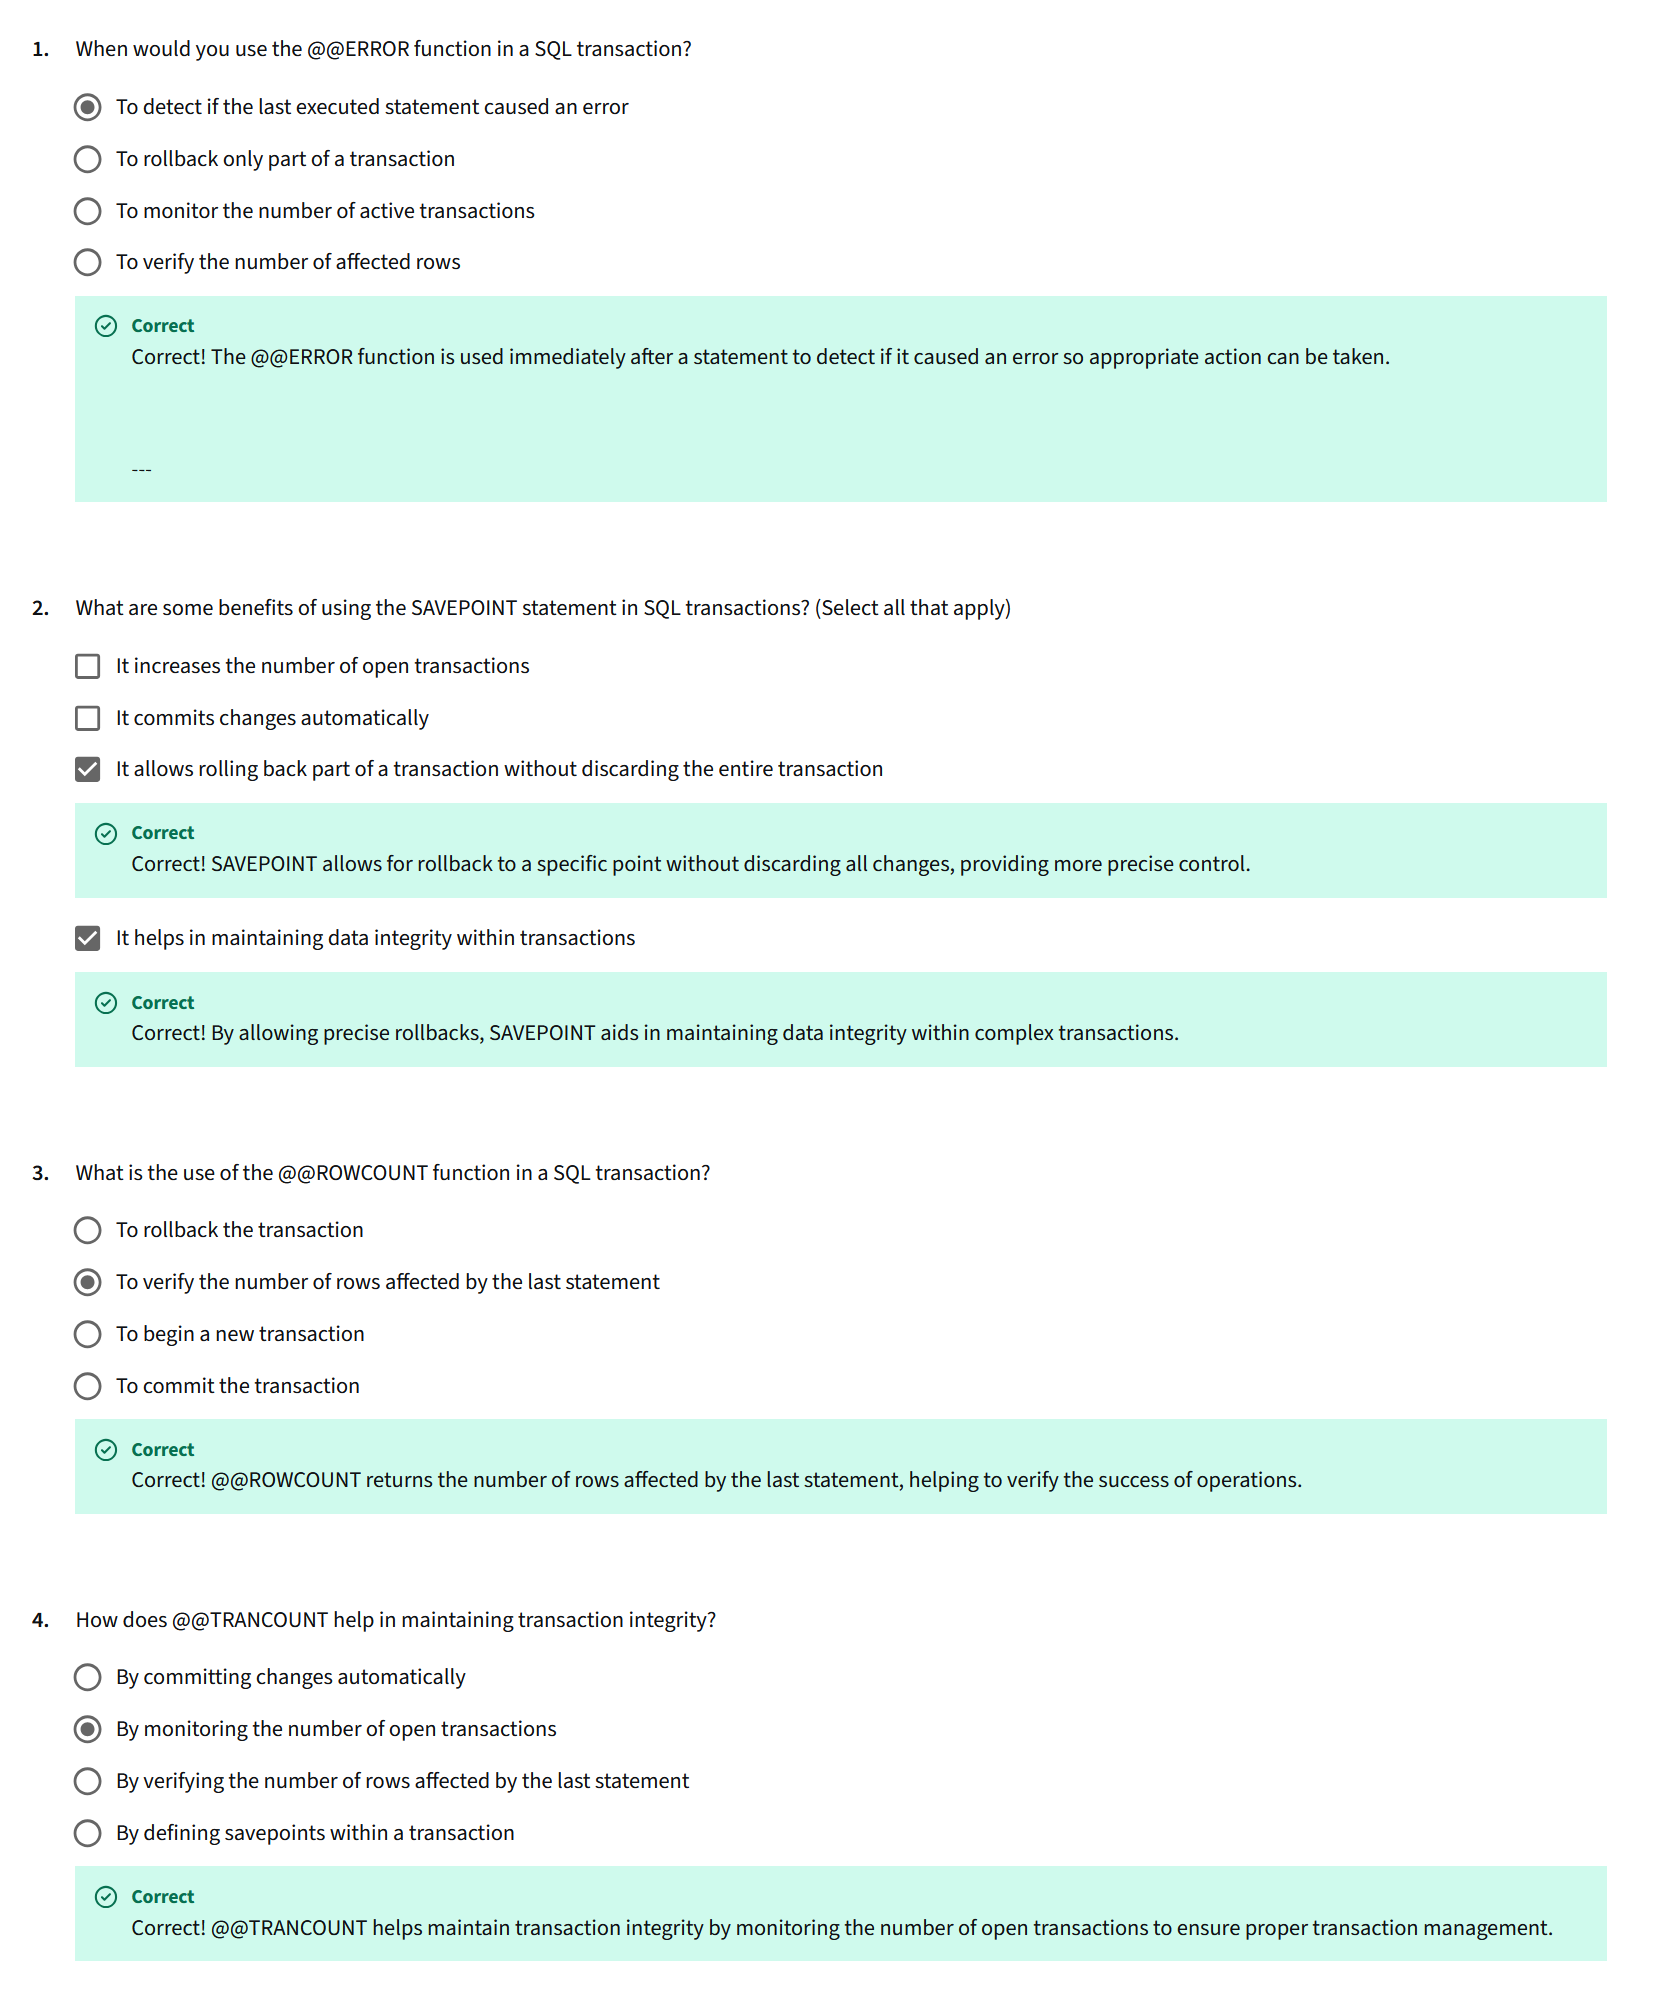 1. When would you use the @@ERROR function in a SQL transaction?
To detect if the last executed statement caused an error
To rollback only part of a transaction
To monitor the number of active transactions
To verify the number of affected rows
Correct
Correct! The @@ERROR function is used immediately after a statement to detect if it caused an error so appropriate action can be taken.
---
2. What are some benefits of using the SAVEPOINT statement in SQL transactions? (Select all that apply)
It increases the number of open transactions
It commits changes automatically
It allows rolling back part of a transaction without discarding the entire transaction
Correct
Correct! SAVEPOINT allows for rollback to a specific point without discarding all changes, providing more precise control.
It helps in maintaining data integrity within transactions
Correct
Correct! By allowing precise rollbacks, SAVEPOINT aids in maintaining data integrity within complex transactions.
3. What is the use of the @@ROWCOUNT function in a SQL transaction?
To rollback the transaction
To verify the number of rows affected by the last statement
To begin a new transaction
To commit the transaction
Correct
Correct! @@ROWCOUNT returns the number of rows affected by the last statement, helping to verify the success of operations.
4. How does @@TRANCOUNT help in maintaining transaction integrity?
By committing changes automatically
By monitoring the number of open transactions
By verifying the number of rows affected by the last statement
By defining savepoints within a transaction
Correct
Correct! @@TRANCOUNT helps maintain transaction integrity by monitoring the number of open transactions to ensure proper transaction management.